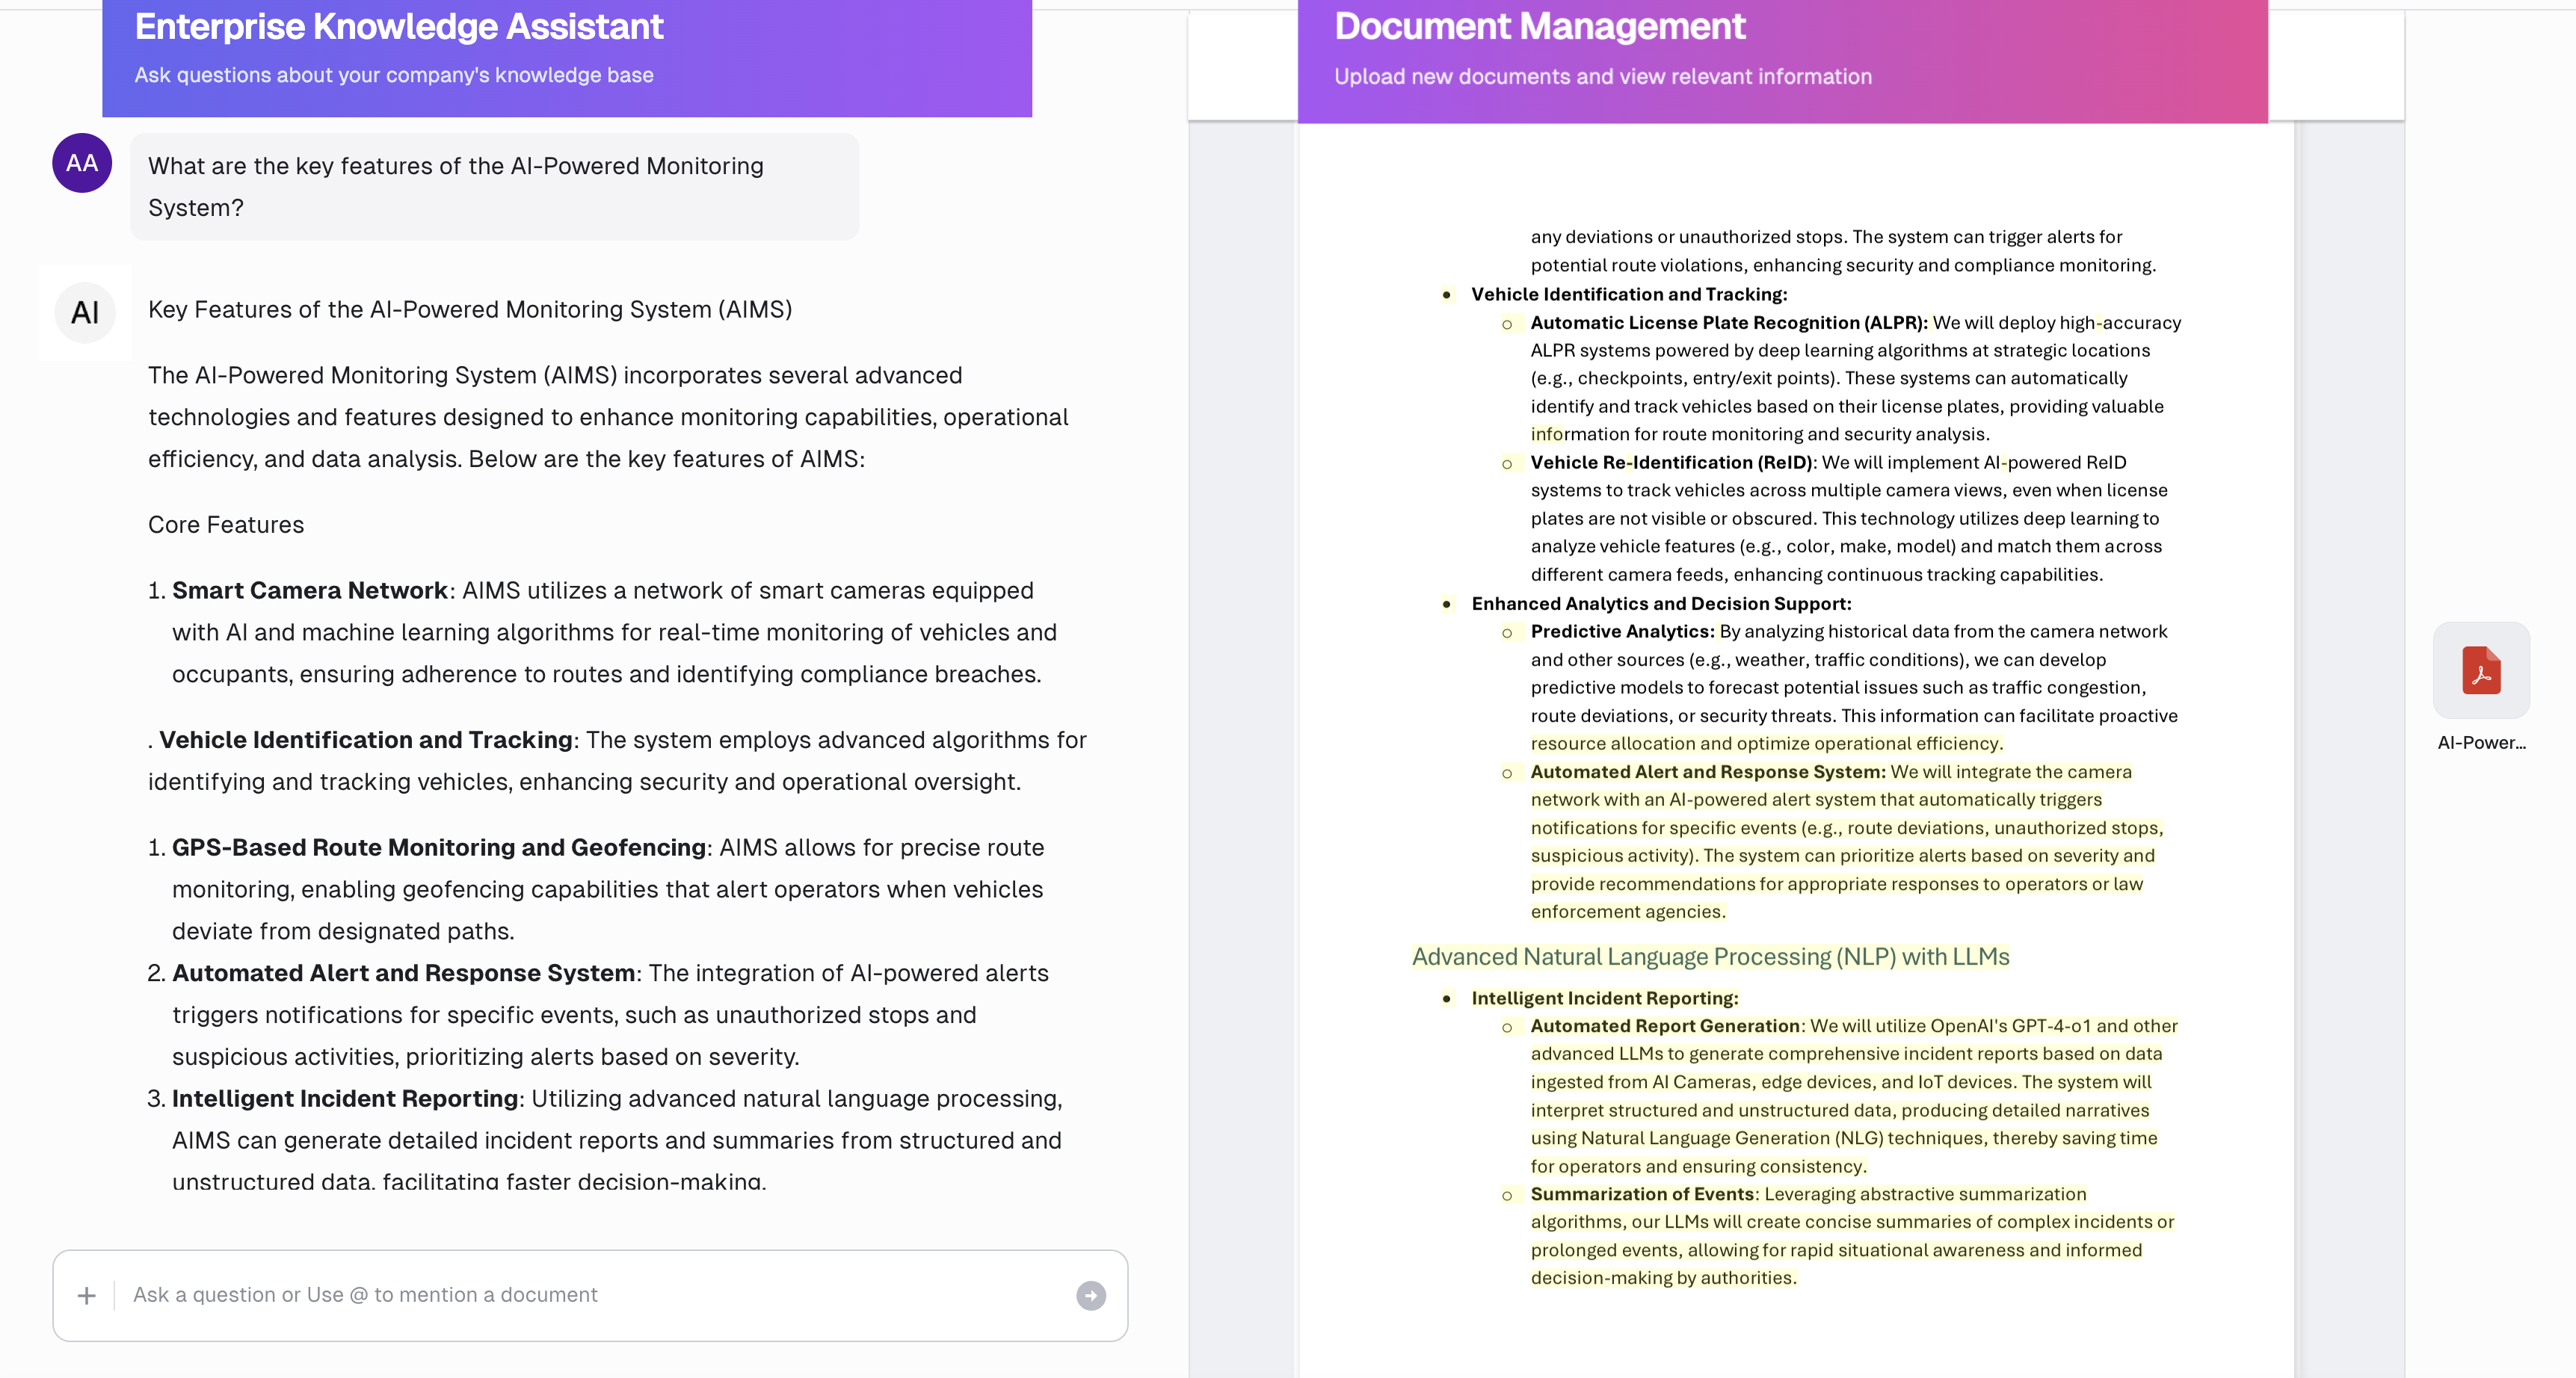 Enterprise Knowledge Assistant
Ask questions about your company's knowledge base
AA
What are the key features of the AI-Powered Monitoring
System?
AI
Key Features of the AI-Powered Monitoring System (AIMS)
The AI-Powered Monitoring System (AIMS) incorporates several advanced
technologies and features designed to enhance monitoring capabilities, operational
efficiency, and data analysis. Below are the key features of AIMS:
Core Features
1. Smart Camera Network: AIMS utilizes a network of smart cameras equipped
with AI and machine learning algorithms for real-time monitoring of vehicles and
occupants, ensuring adherence to routes and identifying compliance breaches.
. Vehicle Identification and Tracking: The system employs advanced algorithms for
identifying and tracking vehicles, enhancing security and operational oversight.
1. GPS-Based Route Monitoring and Geofencing: AIMS allows for precise route
monitoring, enabling geofencing capabilities that alert operators when vehicles
deviate from designated paths.
2. Automated Alert and Response System: The integration of AI-powered alerts
triggers notifications for specific events, such as unauthorized stops and
suspicious activities, prioritizing alerts based on severity.
3. Intelligent Incident Reporting: Utilizing advanced natural language processing,
AIMS can generate detailed incident reports and summaries from structured and
unstructured data, facilitating faster decision-making.
Ask a question or Use @ to mention a document
Document Management
Upload new documents and view relevant information
any deviations or unauthorized stops. The system can trigger alerts for
potential route violations, enhancing security and compliance monitoring.
• Vehicle Identification and Tracking:
o Automatic License Plate Recognition (ALPR): We will deploy high-accuracy
ALPR systems powered by deep learning algorithms at strategic locations
(e.g., checkpoints, entry/exit points). These systems can automatically
identify and track vehicles based on their license plates, providing valuable
information for route monitoring and security analysis.
o Vehicle Re-Identification (ReID): We will implement AI-powered ReID
systems to track vehicles across multiple camera views, even when license
plates are not visible or obscured. This technology utilizes deep learning to
analyze vehicle features (e.g., color, make, model) and match them across
different camera feeds, enhancing continuous tracking capabilities.
• Enhanced Analytics and Decision Support:
o Predictive Analytics: By analyzing historical data from the camera network
and other sources (e.g., weather, traffic conditions), we can develop
predictive models to forecast potential issues such as traffic congestion,
route deviations, or security threats. This information can facilitate proactive
resource allocation and optimize operational efficiency.
o Automated Alert and Response System: We will integrate the camera
network with an AI-powered alert system that automatically triggers
notifications for specific events (e.g., route deviations, unauthorized stops,
suspicious activity). The system can prioritize alerts based on severity and
provide recommendations for appropriate responses to operators or law
enforcement agencies.
Advanced Natural Language Processing (NLP) with LLMs
• Intelligent Incident Reporting:
o Automated Report Generation: We will utilize OpenAI's GPT-4-o1 and other
advanced LLMs to generate comprehensive incident reports based on data
ingested from AI Cameras, edge devices, and IoT devices. The system will
interpret structured and unstructured data, producing detailed narratives
using Natural Language Generation (NLG) techniques, thereby saving time
for operators and ensuring consistency.
o Summarization of Events: Leveraging abstractive summarization
algorithms, our LLMs will create concise summaries of complex incidents or
prolonged events, allowing for rapid situational awareness and informed
decision-making by authorities.
AI-Power...